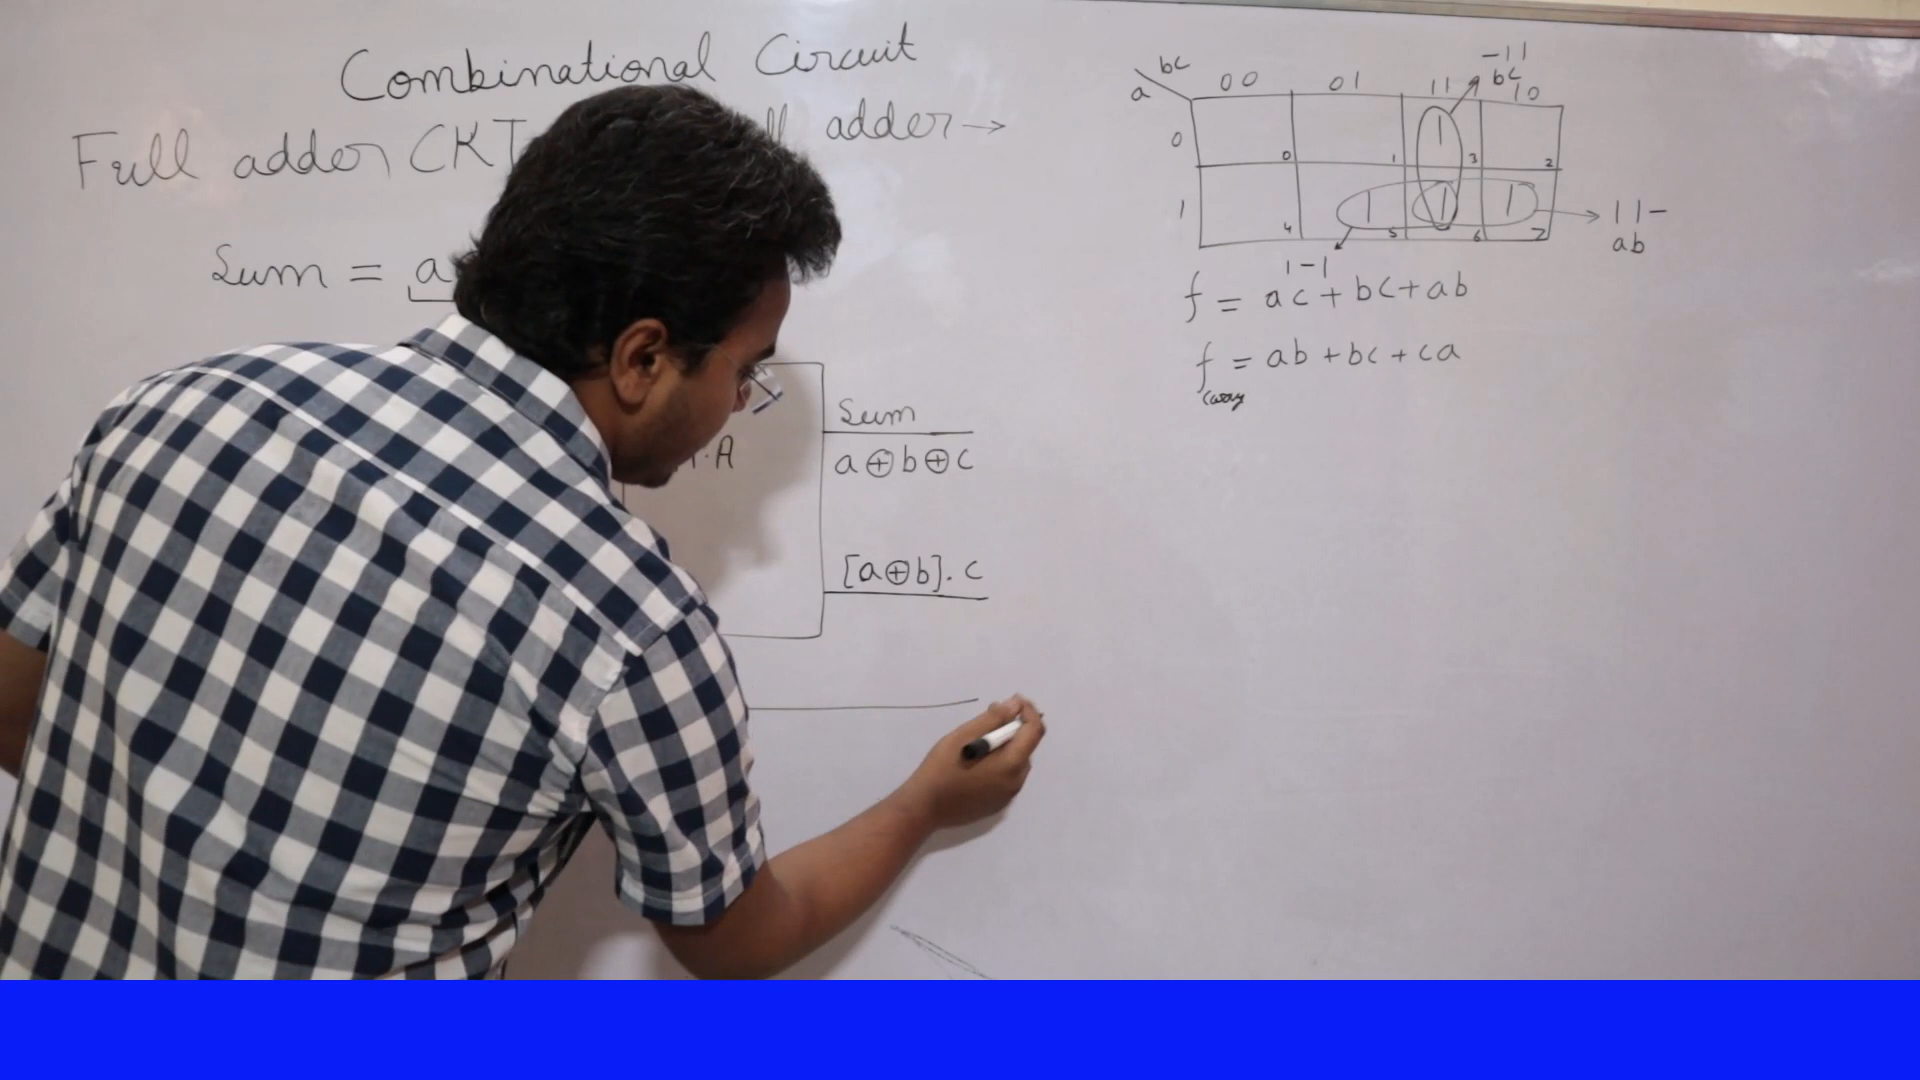 Combinational Circuit
Full adder CKT adder →
Sum = a
Sum
a ⊕ b ⊕ c
.A
[a⊕b]. c
bc
a
00 01 11 10
0
1
1
0 1 3 2
1 1 1
4 5 6 7
-11
bc
11-
ab
1-1
f = ac + bc + ab
f = ab + bc + ca
carry